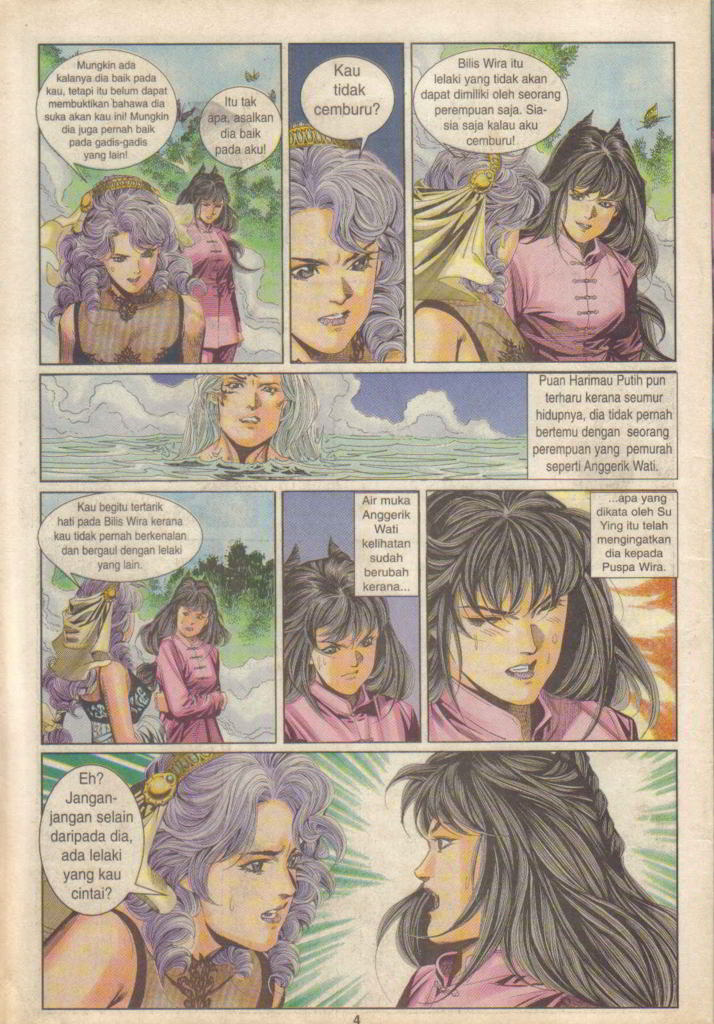 Mungkin ada
kalanya dia baik pada
kau, tetapi itu belum dapat
membuktikan bahawa dia
suka akan kau ini! Mungkin
dia juga pernah baik
pada gadis-gadis
yang lain!
Itu tak
apa, asalkan
dia baik
pada aku!
Kau
tidak
cemburu?
Bilis Wira itu
lelaki yang tidak akan
dapat dimiliki oleh seorang
perempuan saja. Sia-
sia saja kalau aku
cemburu!
Puan Harimau Putih pun
terharu kerana seumur
hidupnya, dia tidak pernah
bertemu dengan seorang
perempuan yang pemurah
seperti Anggerik Wati.
Kau begitu tertarik
hati pada Bilis Wira kerana
kau tidak pernah berkenalan
dan bergaul dengan lelaki
yang lain.
Air muka
Anggerik
Wati
kelihatan
sudah
berubah
kerana...
...apa yang
dikata oleh Su
Ying itu telah
mengingatkan
dia kepada
Puspa Wira.
Eh?
Jangan-
jangan selain
daripada dia,
ada lelaki
yang kau
cintai?
4